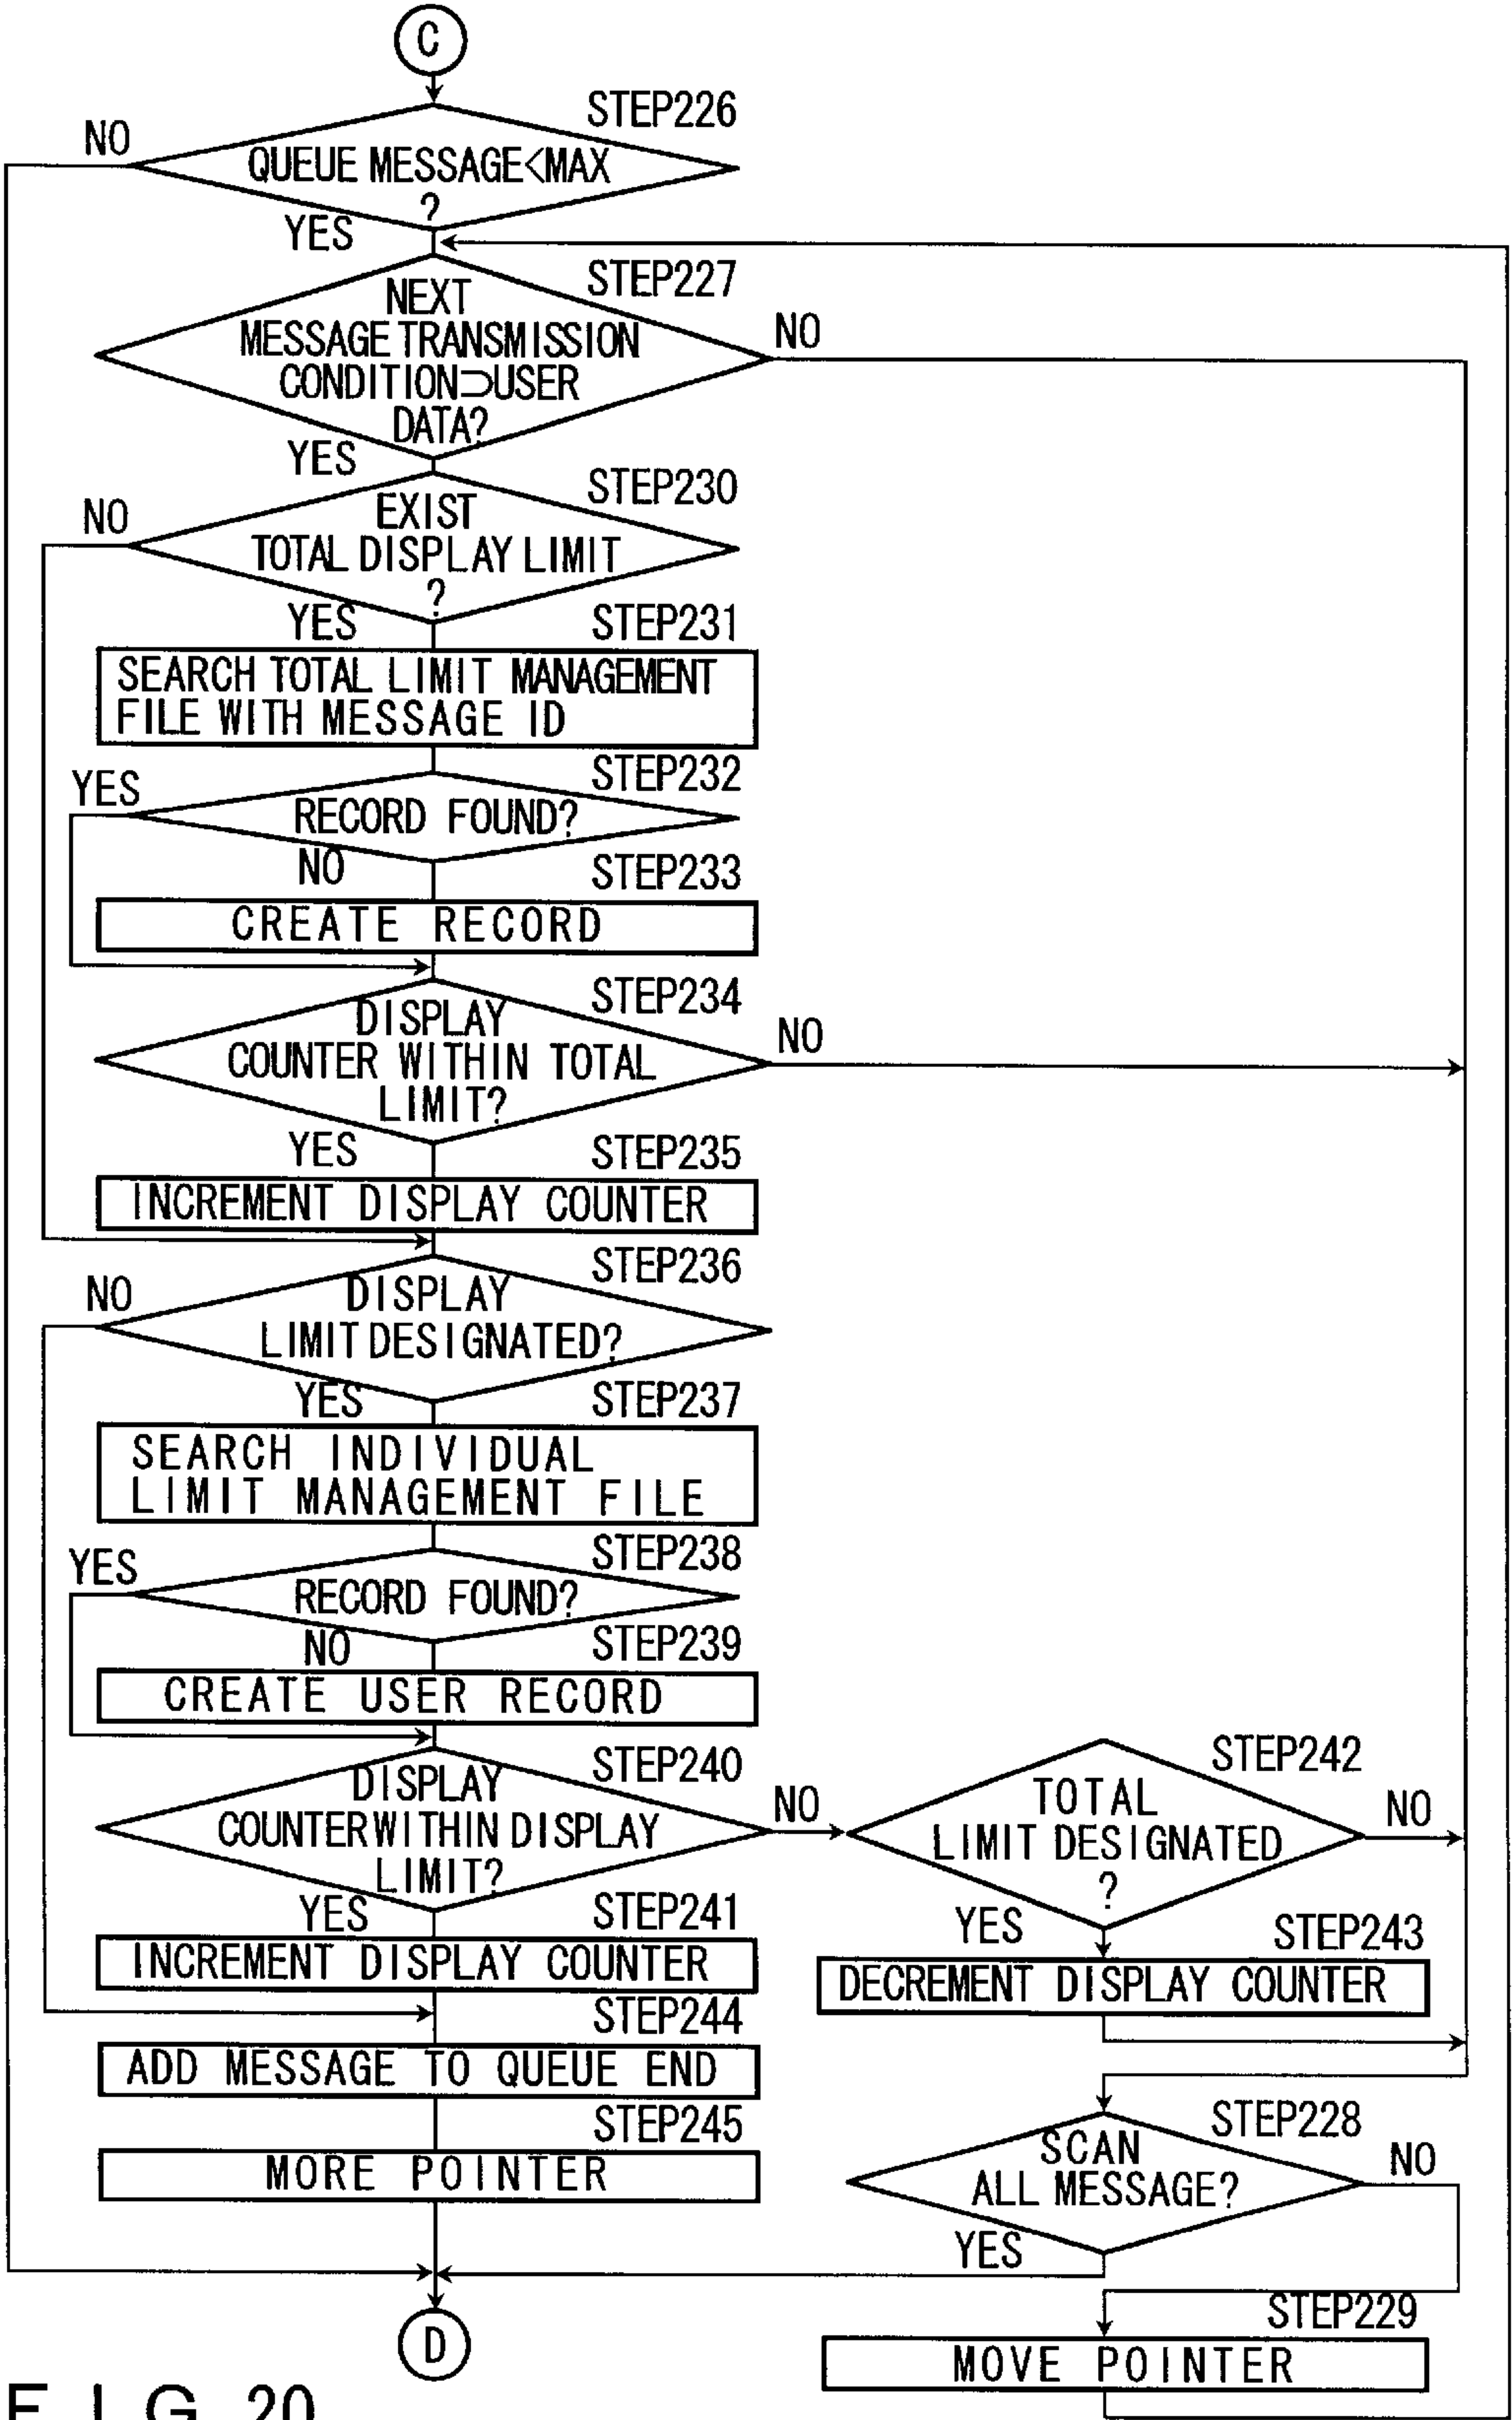 C
STEP226
NO
QUEUE MESSAGE<MAX
?
YES
STEP227
NEXT
MESSAGE TRANSMISSION
CONDITION⊃USER
DATA?
NO
YES
STEP230
NO
EXIST
TOTAL DISPLAY LIMIT
?
YES
STEP231
SEARCH TOTAL LIMIT MANAGEMENT
FILE WITH MESSAGE ID
STEP232
YES
RECORD FOUND?
NO
STEP233
CREATE RECORD
STEP234
DISPLAY
COUNTER WITHIN TOTAL
LIMIT?
NO
YES
STEP235
INCREMENT DISPLAY COUNTER
STEP236
NO
DISPLAY
LIMIT DESIGNATED?
YES
STEP237
SEARCH INDIVIDUAL
LIMIT MANAGEMENT FILE
STEP238
YES
RECORD FOUND?
NO
STEP239
CREATE USER RECORD
STEP240
DISPLAY
COUNTER WITHIN DISPLAY
LIMIT?
NO
STEP242
TOTAL
LIMIT DESIGNATED
?
NO
YES
STEP241
INCREMENT DISPLAY COUNTER
YES
STEP243
DECREMENT DISPLAY COUNTER
STEP244
ADD MESSAGE TO QUEUE END
STEP245
MORE POINTER
STEP228
SCAN
ALL MESSAGE?
NO
YES
D
STEP229
MOVE POINTER
FIG. 20